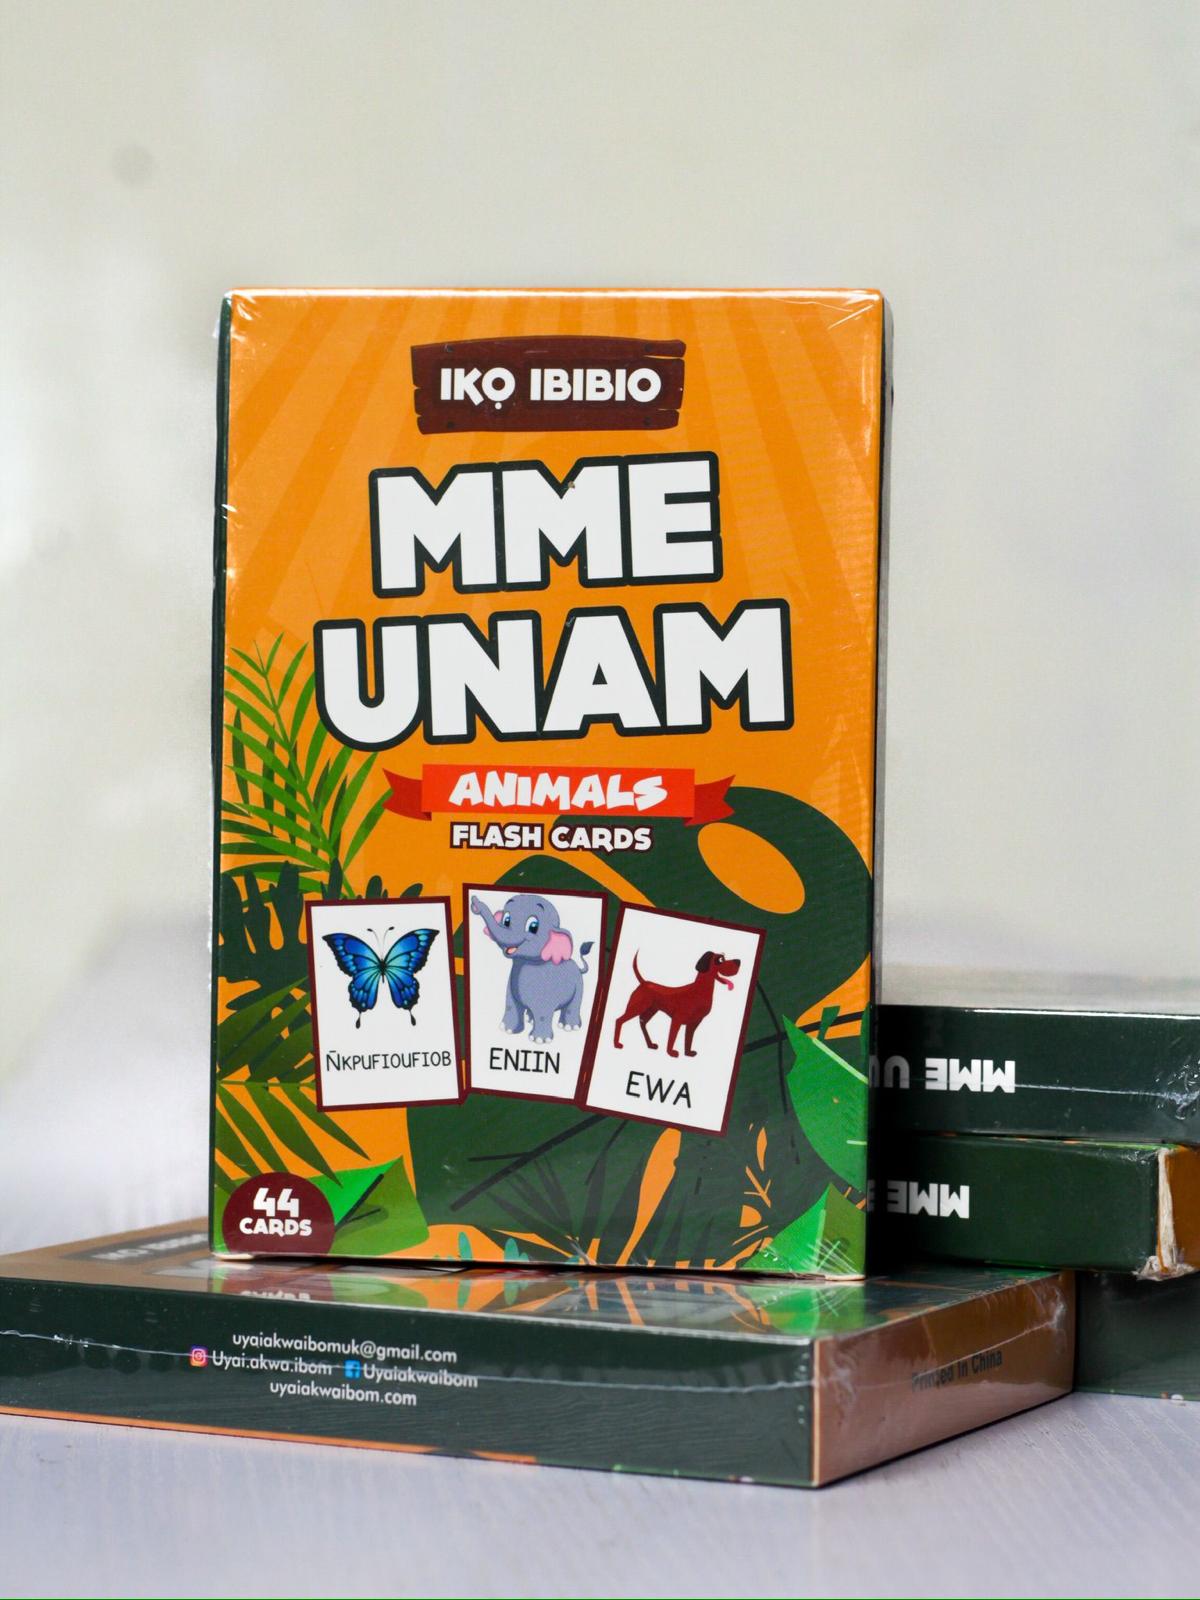 IKỌ IBIBIO
MME
UNAM
ANIMALS
FLASH CARDS
ÑKPUFIOUFIOB
ENIIN
EWA
44
CARDS
MME
MME
uyaiakwaibomuk@gmail.com
Uyai.akwa.ibom Uyaiakwaibom
uyaiakwaibom.com
Printed In China